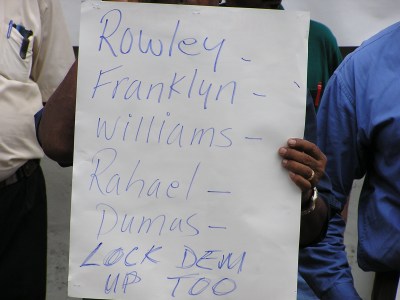 Rowley -
Franklyn -
Williams -
Rahael -
Dumas -
LOCK DEM
UP TOO